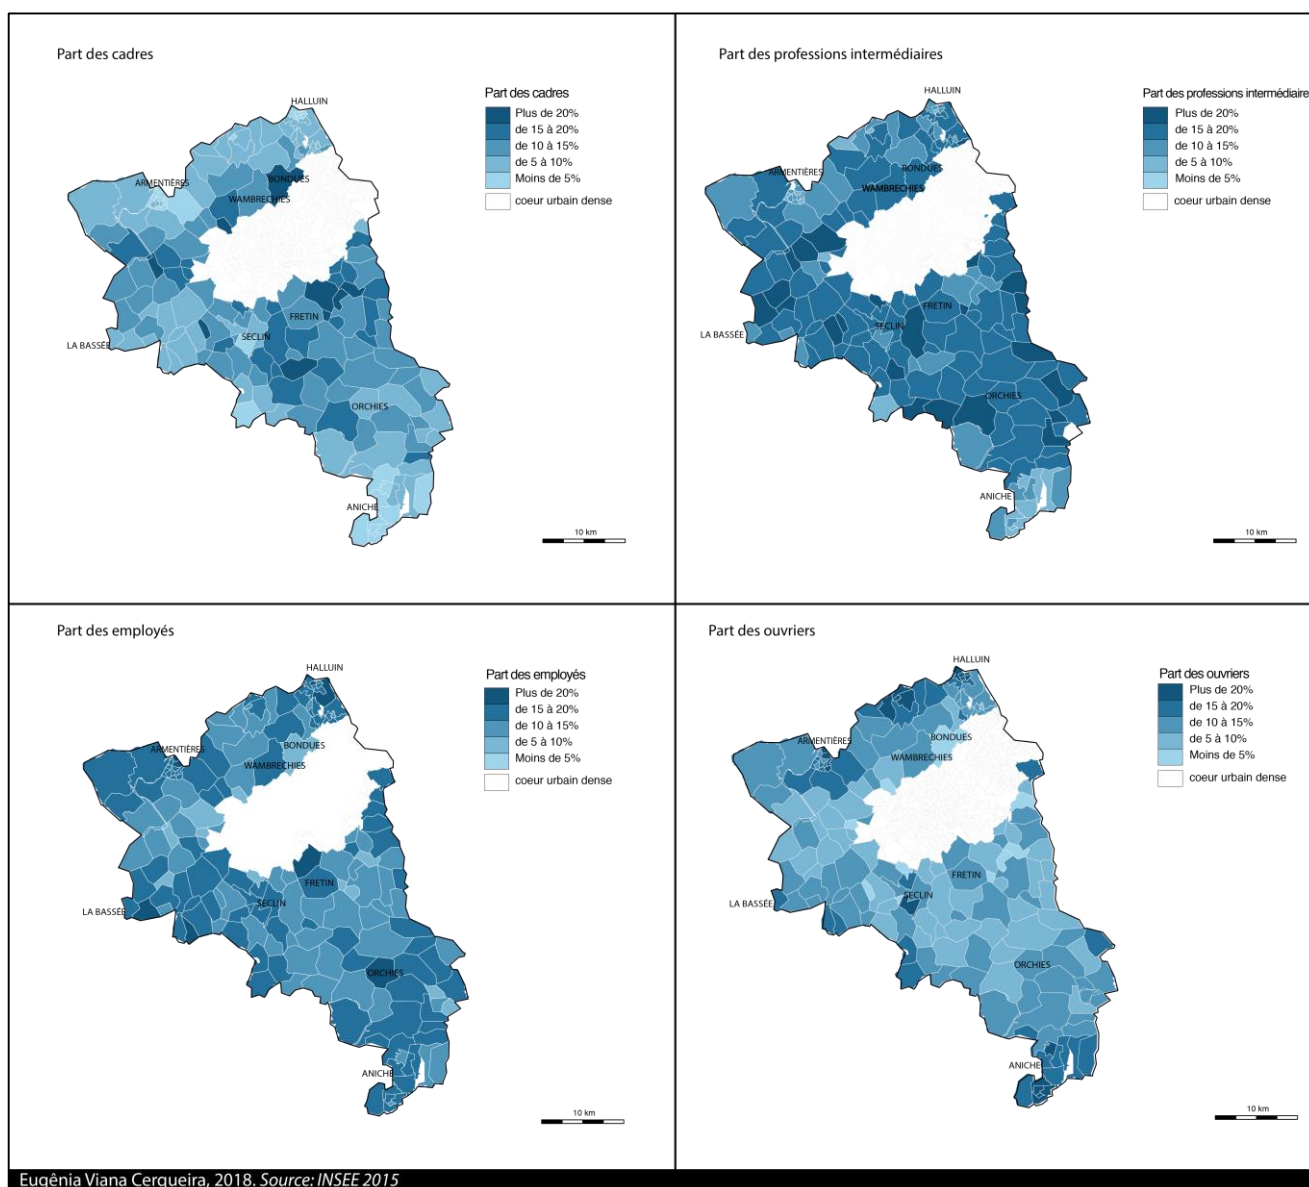 Part des cadres
Part des cadres
Plus de 20%
de 15 à 20%
de 10 à 15%
de 5 à 10%
Moins de 5%
coeur urbain dense
HALLUIN
BONDUES
ARMENTIÈRES
WAMBRECHIES
FRETIN
SECLIN
LA BASSÉE
ORCHIES
ANICHE
10 km
Part des professions intermédiaires
Part des professions intermédiaire
Plus de 20%
de 15 à 20%
de 10 à 15%
de 5 à 10%
Moins de 5%
coeur urbain dense
HALLUIN
BONDUES
ARMENTIÈRES
WAMBRECHIES
FRETIN
SECLIN
LA BASSÉE
ORCHIES
ANICHE
10 km
Part des employés
Part des employés
Plus de 20%
de 15 à 20%
de 10 à 15%
de 5 à 10%
Moins de 5%
coeur urbain dense
HALLUIN
BONDUES
ARMENTIÈRES
WAMBRECHIES
FRETIN
SECLIN
LA BASSÉE
ORCHIES
ANICHE
10 km
Part des ouvriers
Part des ouvriers
Plus de 20%
de 15 à 20%
de 10 à 15%
de 5 à 10%
Moins de 5%
coeur urbain dense
HALLUIN
BONDUES
ARMENTIÈRES
WAMBRECHIES
FRETIN
SECLIN
LA BASSÉE
ORCHIES
ANICHE
10 km
Eugênia Viana Cerqueira, 2018. Source: INSEE 2015